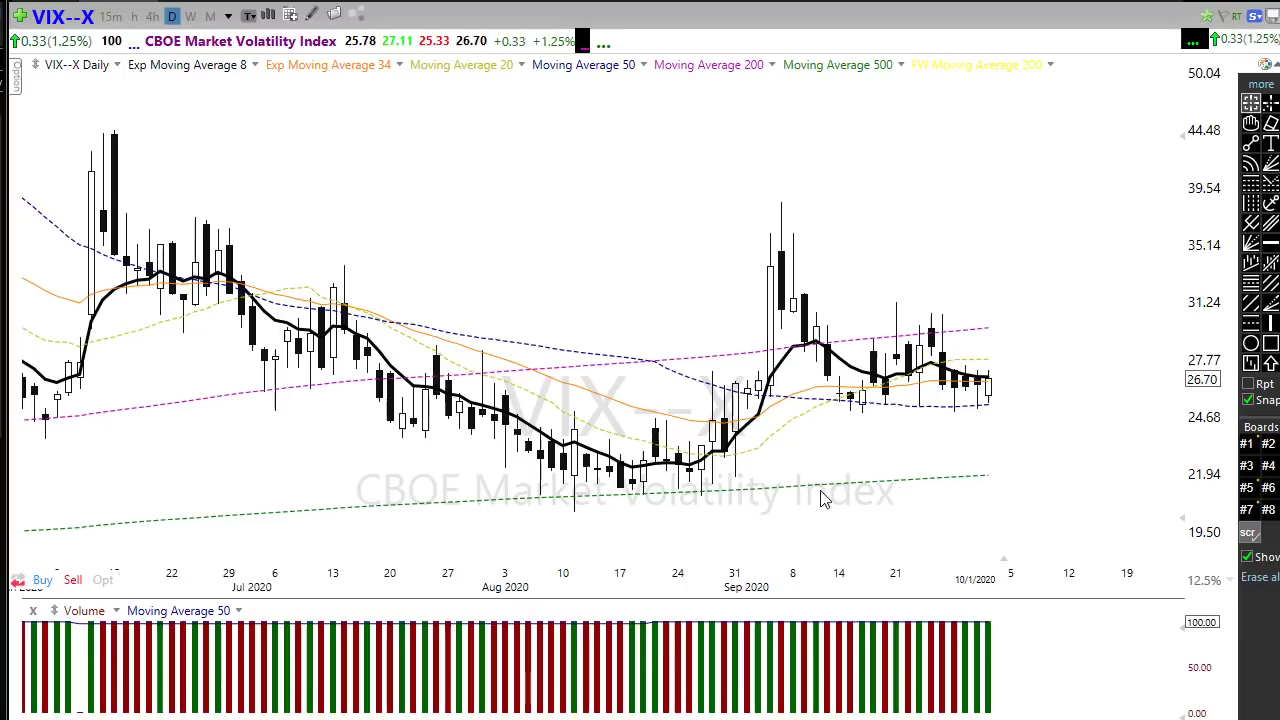 VIX--X 15m h 4h D W M T RT S
0.33(1.25%) 100 ... CBOE Market Volatility Index 25.78 27.11 25.33 26.70 +0.33 +1.25% ... ... 0.33(1.25%)
VIX--X Daily Exp Moving Average 8 Exp Moving Average 34 Moving Average 20 Moving Average 50 Moving Average 200 Moving Average 500 FW Moving Average 200
Option
50.04
more
44.48
39.54
35.14
31.24
27.77
26.70
24.68
21.94
19.50
12.5%
VIX--X
CBOE Market Volatility Index
Rpt
Snap
Boards
#1 #2
#3 #4
#5 #6
#7 #8
scr
Show
Erase al
22 29 6 13 20 27 3 10 17 24 31 8 14 21 5 12 19
Buy Sell Opt
Jul 2020 Aug 2020 Sep 2020 10/1/2020
X Volume Moving Average 50
100.00
50.00
0.00